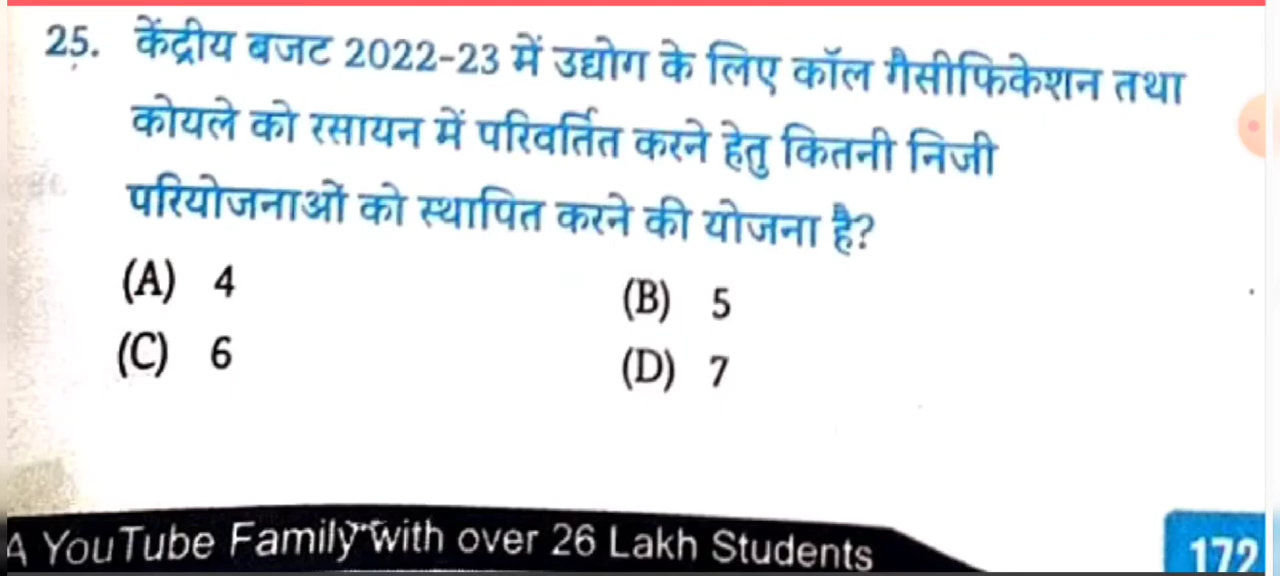 25. केंद्रीय बजट 2022-23 में उद्योग के लिए कॉल गैसीफिकेशन तथा
कोयले को रसायन में परिवर्तित करने हेतु कितनी निजी
परियोजनाओं को स्थापित करने की योजना है?
(A) 4 (B) 5
(C) 6 (D) 7
A YouTube Family with over 26 Lakh Students
172